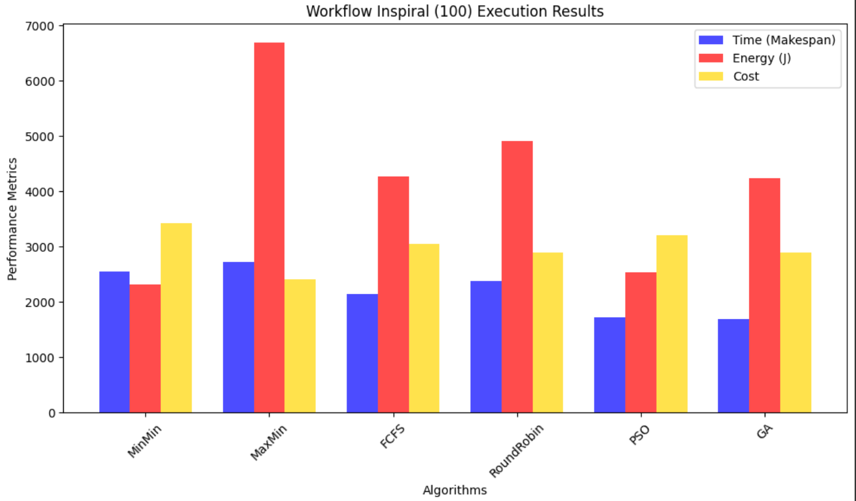 Workflow Inspiral (100) Execution Results
7000
6000
5000
4000
3000
2000
1000
0
Performance Metrics
Time (Makespan)
Energy (J)
Cost
MinMin
MaxMin
FCFS
RoundRobin
PSO
GA
Algorithms